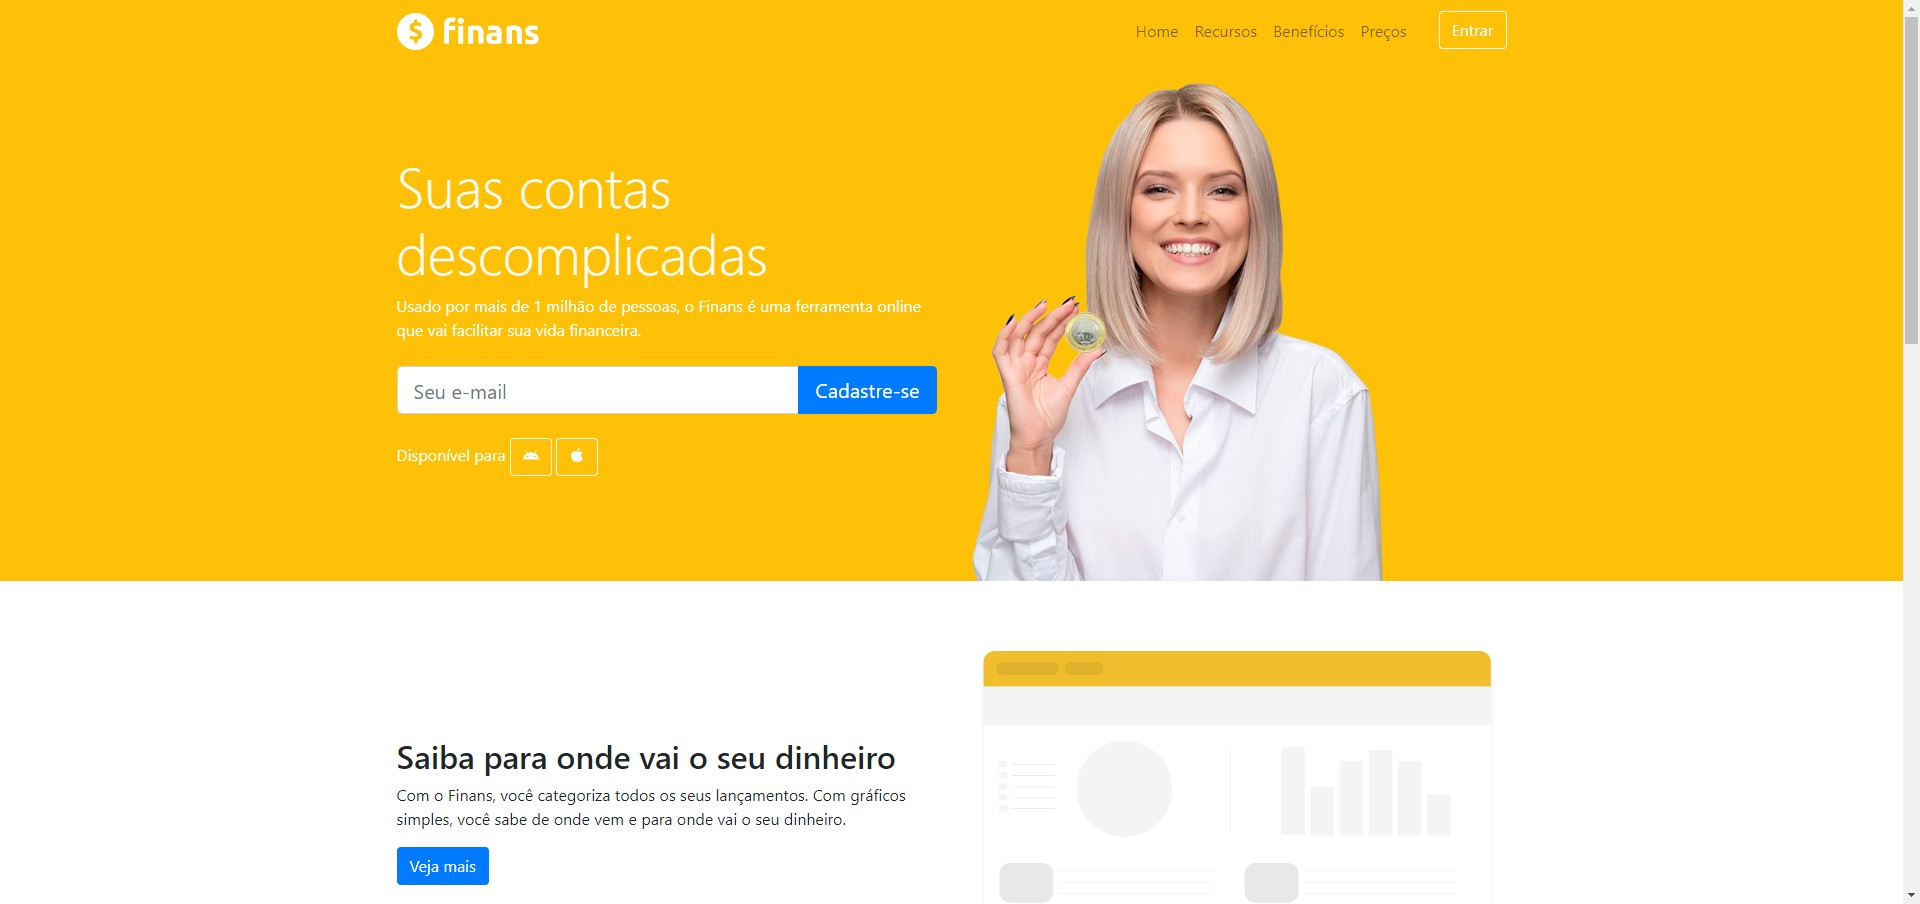 finans
Home Recursos Benefícios Preços Entrar
Suas contas
descomplicadas
Usado por mais de 1 milhão de pessoas, o Finans é uma ferramenta online
que vai facilitar sua vida financeira.
Seu e-mail Cadastre-se
Disponível para
Saiba para onde vai o seu dinheiro
Com o Finans, você categoriza todos os seus lançamentos. Com gráficos
simples, você sabe de onde vem e para onde vai o seu dinheiro.
Veja mais